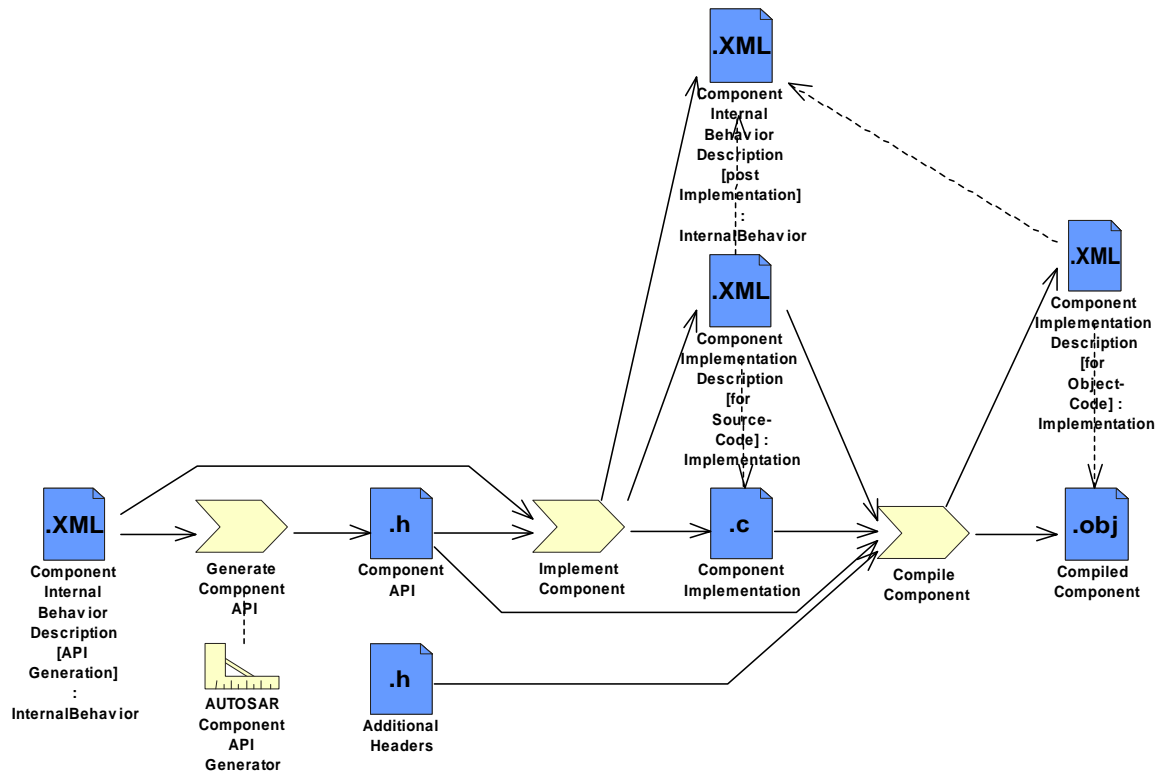 .XML
Component
Internal
Behavior
Description
[post
Implementation]
:
InternalBehavior
.XML
Component
Implementation
Description
[for
Object-
Code] :
Implementation
.XML
Component
Implementation
Description
[for
Source-
Code] :
Implementation
.XML
Component
Internal
Behavior
Description
[API
Generation]
:
InternalBehavior
Generate
Component
API
AUTOSAR
Component
API
Generator
.h
Component
API
.h
Additional
Headers
Implement
Component
.c
Component
Implementation
Compile
Component
.obj
Compiled
Component